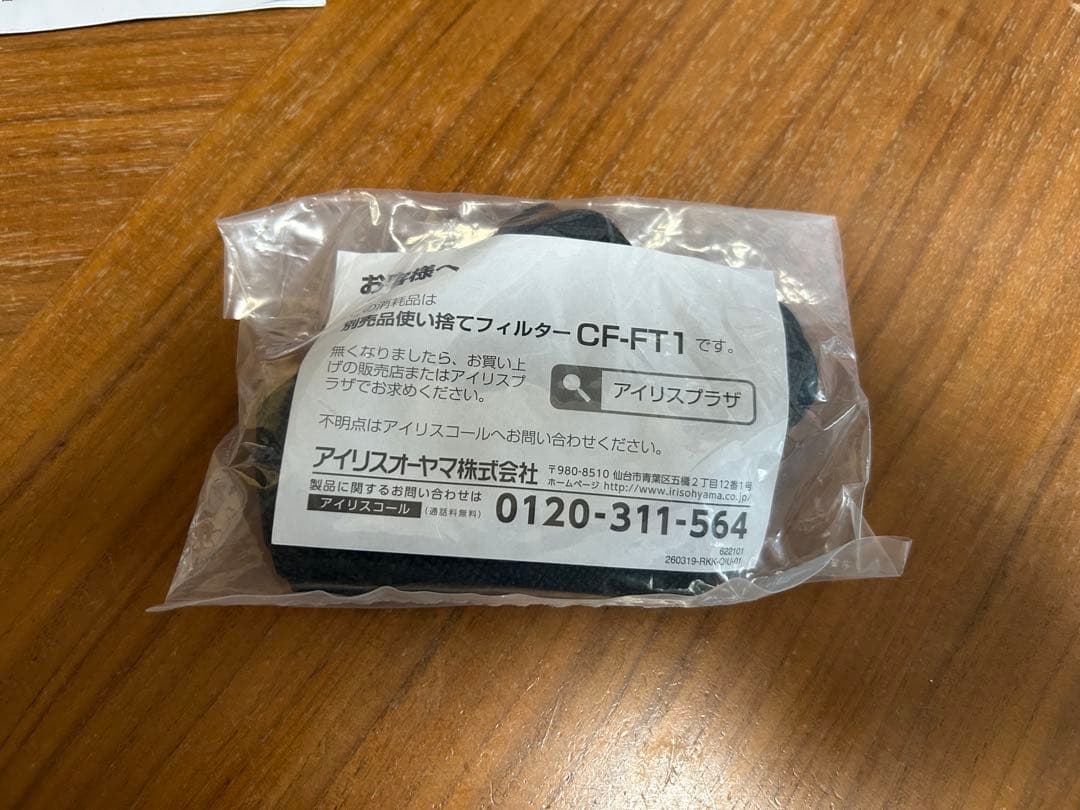 お客様へ
の消耗品は
別売品使い捨てフィルター CF-FT1 です。
無くなりましたら、お買い上
げの販売店またはアイリスプ
ラザでお求めください。
アイリスプラザ
不明点はアイリスコールへお問い合わせください。
アイリスオーヤマ株式会社
〒980-8510 仙台市青葉区五橋2丁目12番1号
ホームページ http://www.irisohyama.co.jp/
製品に関するお問い合わせは
アイリスコール (通話料無料) 0120-311-564
622101
260319-RKK-QIU-01